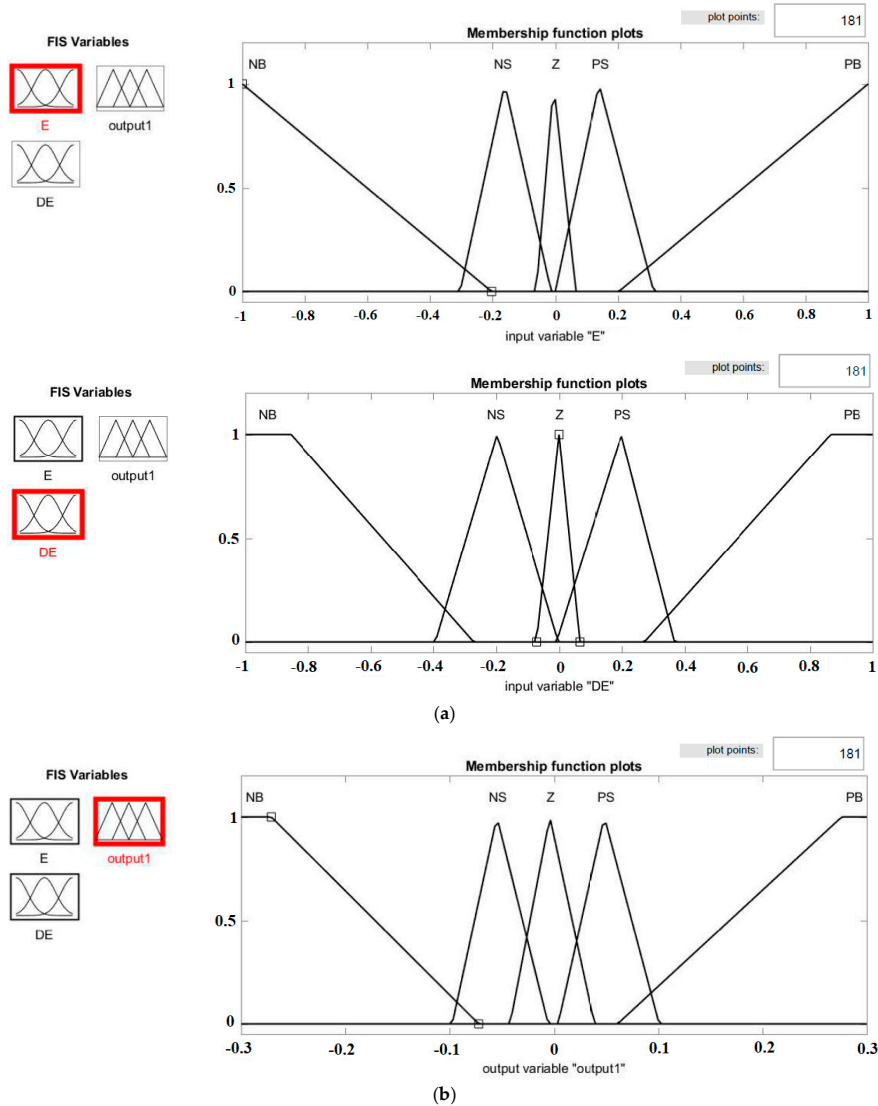 plot points: 181
FIS Variables
Membership function plots
NB NS Z PS PB
1
0.5
0
E output1
DE
-1 -0.8 -0.6 -0.4 -0.2 0 0.2 0.4 0.6 0.8 1
input variable "E"
plot points: 181
FIS Variables
Membership function plots
NB NS Z PS PB
1
0.5
0
E output1
DE
-1 -0.8 -0.6 -0.4 -0.2 0 0.2 0.4 0.6 0.8 1
input variable "DE"
(a)
plot points: 181
FIS Variables
Membership function plots
NB NS Z PS PB
1
0.5
0
E output1
DE
-0.3 -0.2 -0.1 0 0.1 0.2 0.3
output variable "output1"
(b)